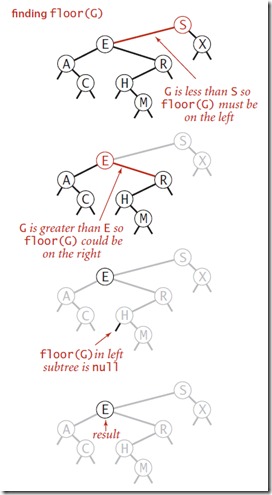 finding floor(G)
S
E
X
A
R
C
H
M
G is less than S so
floor(G) must be
on the left
S
E
X
A
R
C
H
M
G is greater than E so
floor(G) could be
on the right
S
E
X
A
R
C
H
M
floor(G) in left
subtree is null
S
E
X
A
R
C
H
M
result